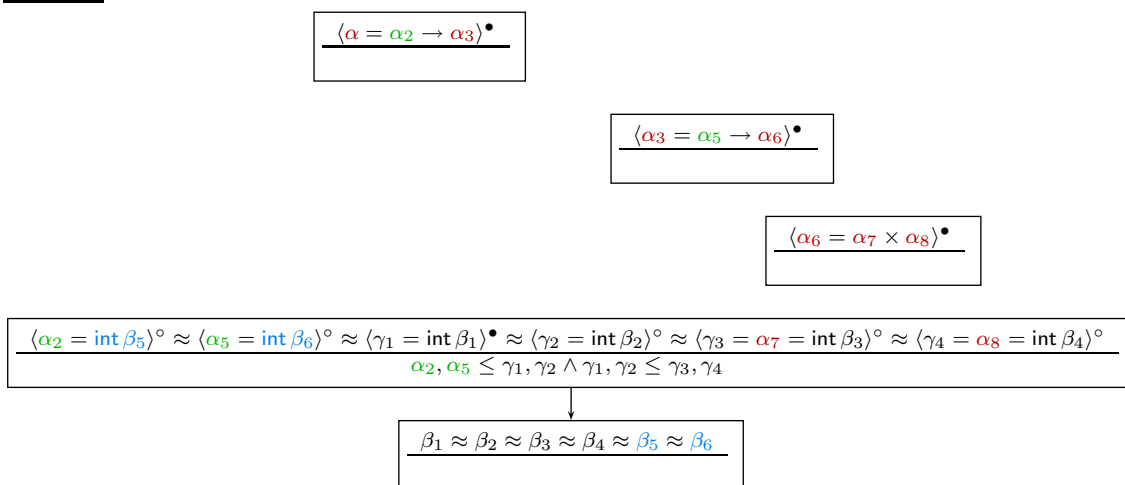 ⟨α = α₂ → α₃⟩•
⟨α₃ = α₅ → α₆⟩•
⟨α₆ = α₇ × α₈⟩•
⟨α₂ = int β₅⟩° ≈ ⟨α₅ = int β₆⟩° ≈ ⟨γ₁ = int β₁⟩• ≈ ⟨γ₂ = int β₂⟩° ≈ ⟨γ₃ = α₇ = int β₃⟩° ≈ ⟨γ₄ = α₈ = int β₄⟩°
α₂, α₅ ≤ γ₁, γ₂ ∧ γ₁, γ₂ ≤ γ₃, γ₄
β₁ ≈ β₂ ≈ β₃ ≈ β₄ ≈ β₅ ≈ β₆